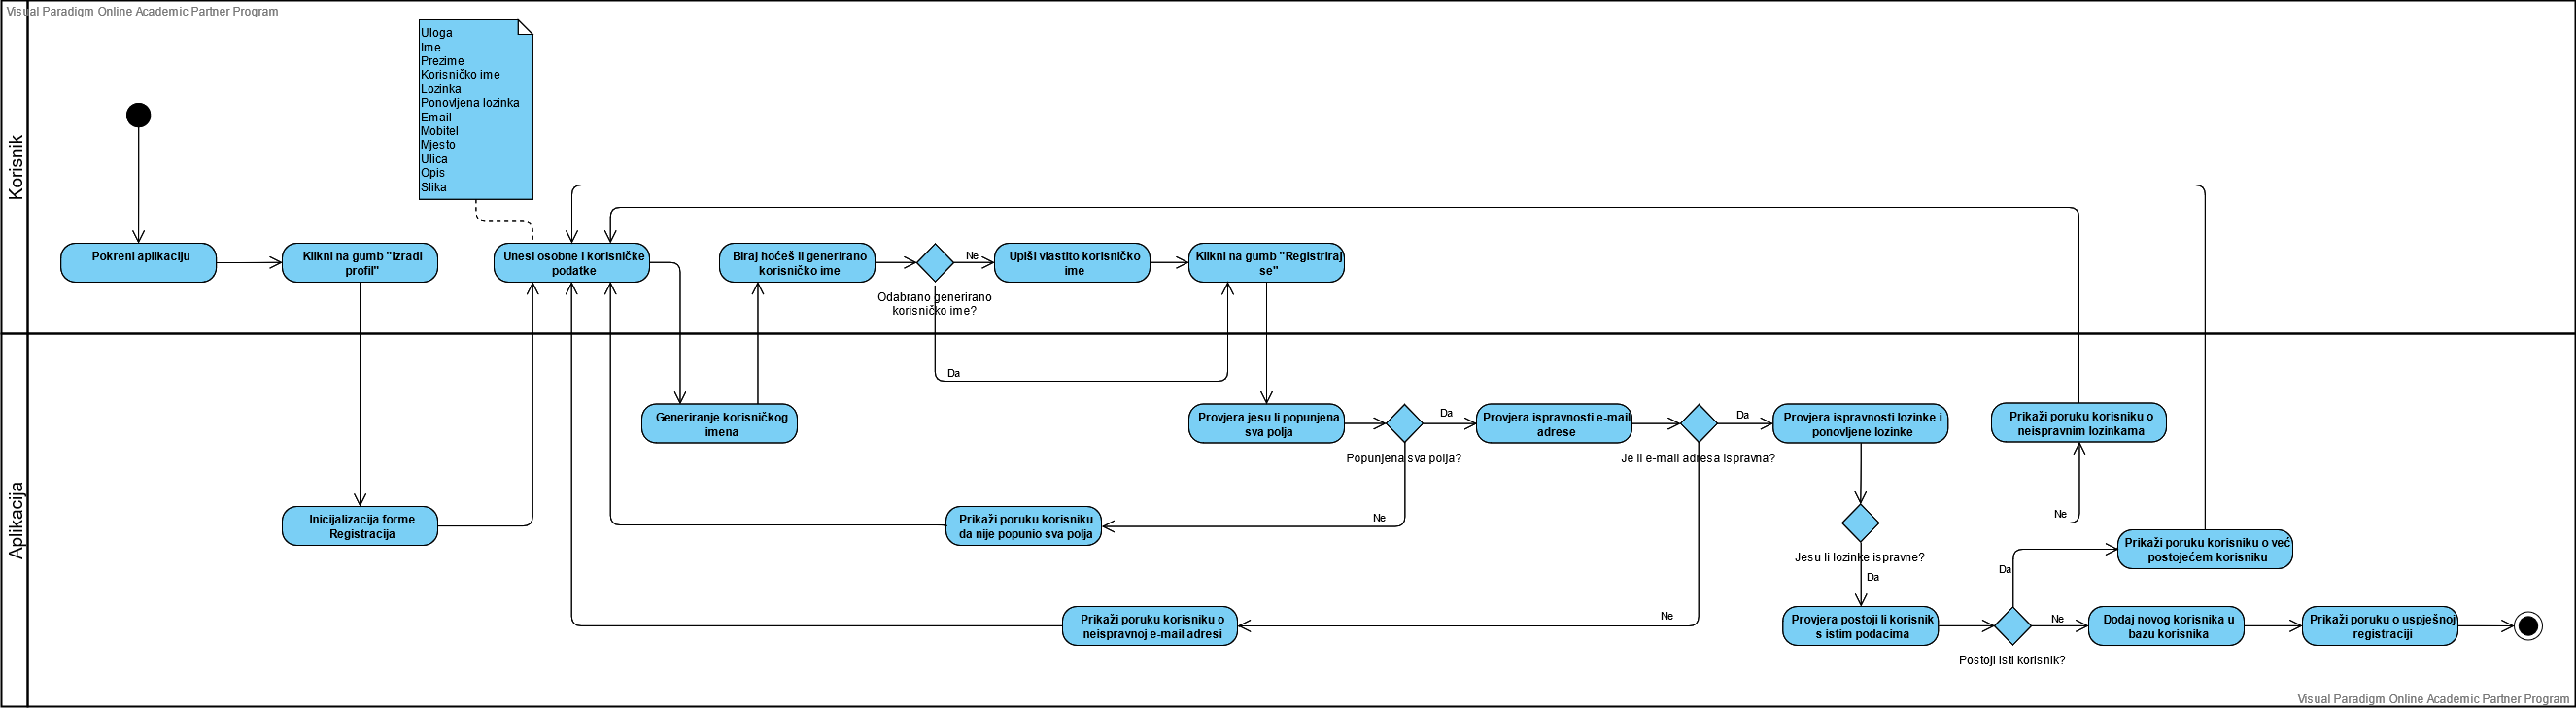 Visual Paradigm Online Academic Partner Program
Korisnik
Uloga
Ime
Prezime
Korisničko ime
Lozinka
Ponovljena lozinka
Email
Mobitel
Mjesto
Ulica
Opis
Slika
Pokreni aplikaciju
Klikni na gumb "Izradi
profil"
Unesi osobne i korisničke
podatke
Biraj hoćeš li generirano
korisničko ime
Ne
Odabrano generirano
korisničko ime?
Upiši vlastito korisničko
ime
Klikni na gumb "Registriraj
se"
Da
Aplikacija
Generiranje korisničkog
imena
Provjera jesu li popunjena
sva polja
Da
Popunjena sva polja?
Provjera ispravnosti e-mail
adrese
Da
Je li e-mail adresa ispravna?
Provjera ispravnosti lozinke i
ponovljene lozinke
Prikaži poruku korisniku o
neispravnim lozinkama
Inicijalizacija forme
Registracija
Prikaži poruku korisniku
da nije popunio sva polja
Ne
Ne
Jesu li lozinke ispravne?
Da
Prikaži poruku korisniku o već
postojećem korisniku
Da
Prikaži poruku korisniku o
neispravnoj e-mail adresi
Ne
Provjera postoji li korisnik
s istim podacima
Ne
Postoji isti korisnik?
Dodaj novog korisnika u
bazu korisnika
Prikaži poruku o uspješnoj
registraciji
Visual Paradigm Online Academic Partner Program